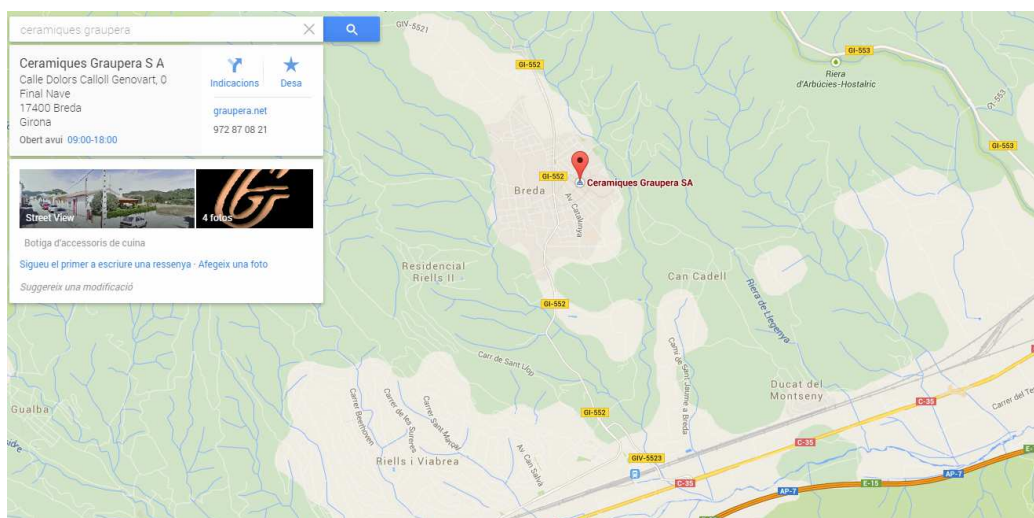 ceramiques graupera
Ceramiques Graupera S A
Calle Dolors Calloll Genovart, 0
Final Nave
17400 Breda
Girona
Obert avui 09:00-18:00
Indicacions
Desa
graupera.net
972 87 08 21
Street View
4 fotos
Botiga d'accessoris de cuina
Sigueu el primer a escriure una ressenya · Afegeix una foto
Suggereix una modificació
GIV-5521
GI-552
GI-553
Riera
d'Arbúcies-Hostalric
GI-553
GI-553
GI-552
Ceramiques Graupera SA
Breda
Av. Catalunya
Residencial
Riells II
Can Cadell
Riera de Llegenya
GI-552
Carr de Sant Llop
Camí de Sant Jaume a Breda
Ducat del
Montseny
C-35
Carrer del Te
Gualba
Carrer Beethoven
Carrer de les Sureres
Carrer Sant Marçal
GI-552
C-35
Riells i Viabrea
Av. Can Salvà
GIV-5523
C-35
AP-7
E-15
AP-7
E-